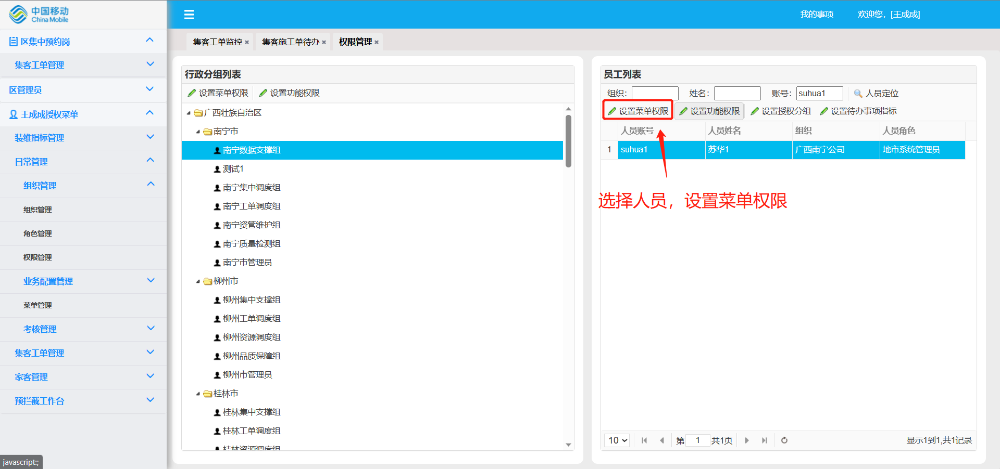 中国移动
China Mobile
我的事项
欢迎您，[王成成]
区集中预约岗
集客工单管理
区管理员
王成成授权菜单
装维指标管理
日常管理
组织管理
组织管理
角色管理
权限管理
业务配置管理
菜单管理
考核管理
集客工单管理
家客管理
预拦截工作台
javascript:;
集客工单监控 ×
集客施工单待办 ×
权限管理 ×
行政分组列表
设置菜单权限
设置功能权限
广西壮族自治区
南宁市
南宁数据支撑组
测试1
南宁集中调度组
南宁工单调度组
南宁资管维护组
南宁质量检测组
南宁市管理员
柳州市
柳州集中支撑组
柳州工单调度组
柳州资源调度组
柳州品质保障组
柳州市管理员
桂林市
桂林集中支撑组
桂林工单调度组
桂林资源调度组
员工列表
组织：
姓名：
账号：suhua1
人员定位
设置菜单权限
设置功能权限
设置授权分组
设置待办事项指标
人员账号 人员姓名 组织 人员角色
1 suhua1 苏华1 广西南宁公司 地市系统管理员
选择人员，设置菜单权限
10 第 1 共1页
显示1到1,共1记录